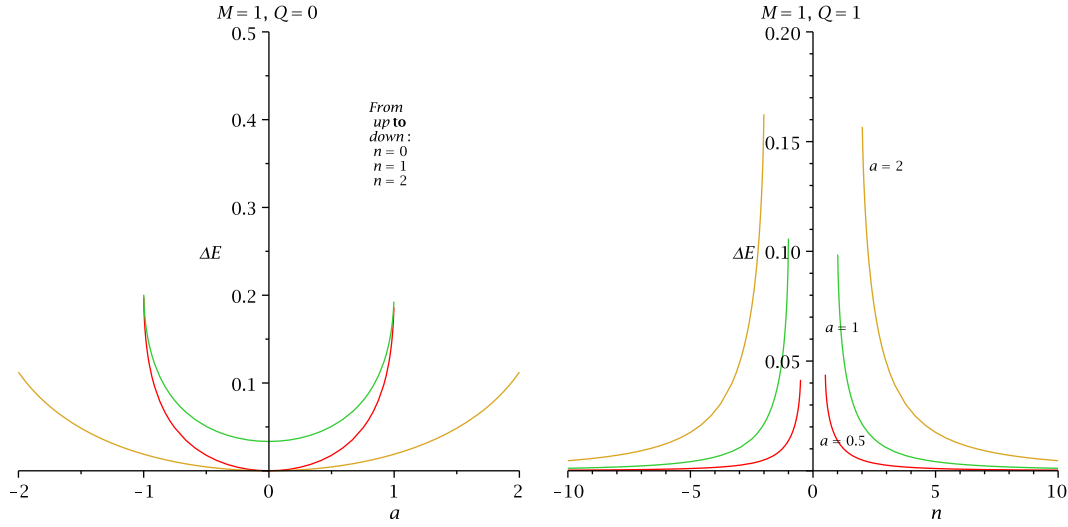 M = 1, Q = 0
0.5
0.4
0.3
0.2
0.1
ΔE
From
up to
down :
n = 0
n = 1
n = 2
−2
−1
0
1
2
a
M = 1, Q = 1
0.20
0.15
0.10
0.05
ΔE
a = 2
a = 1
a = 0.5
−10
−5
0
5
10
n